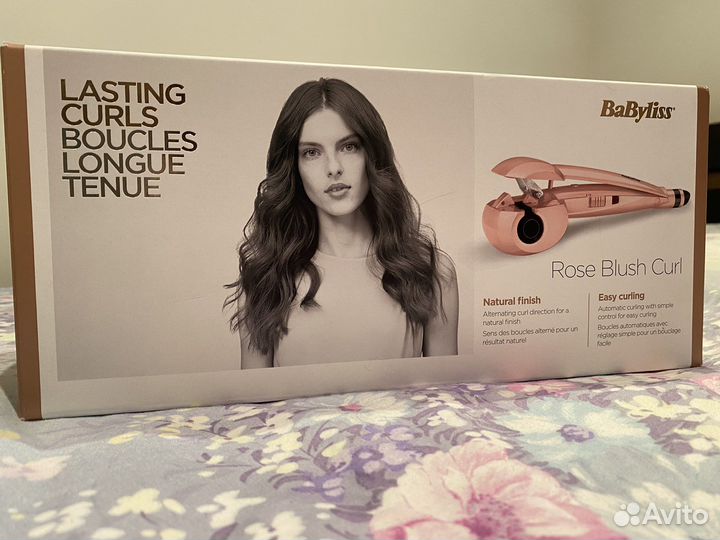 LASTING
CURLS
BOUCLES
LONGUE
TENUE
BaByliss®
Rose Blush Curl
Natural finish
Alternating curl direction for a
natural finish
Sens des boucles alterné pour un
résultat naturel
Easy curling
Automatic curling with simple
control for easy curling
Boucles automatiques avec
réglage simple pour un bouclage
facile
Avito